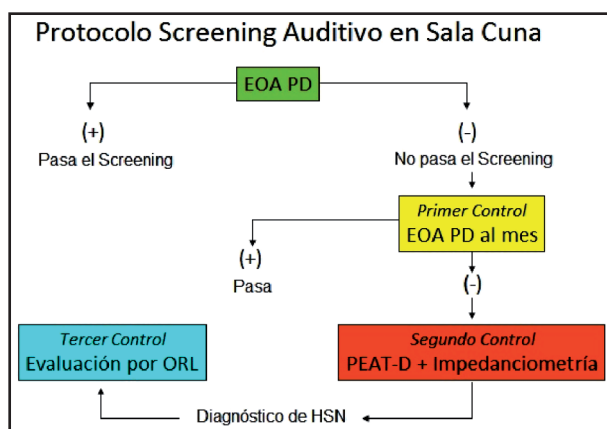 Protocolo Screening Auditivo en Sala Cuna
EOA PD
(+)
Pasa el Screening
(-)
No pasa el Screening
Primer Control
EOA PD al mes
(+)
Pasa
(-)
Segundo Control
PEAT-D + Impedanciometría
Tercer Control
Evaluación por ORL
Diagnóstico de HSN